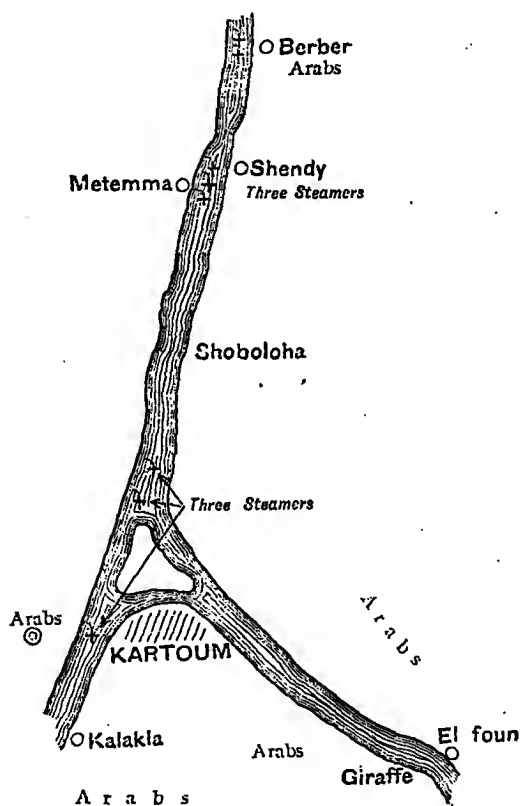 Berber
Arabs
Shendy
Metemma
Three Steamers
Shoboloha
Three Steamers
Arabs
Arabs
KARTOUM
El foun
Kalakla
Arabs
Giraffe
Arabs